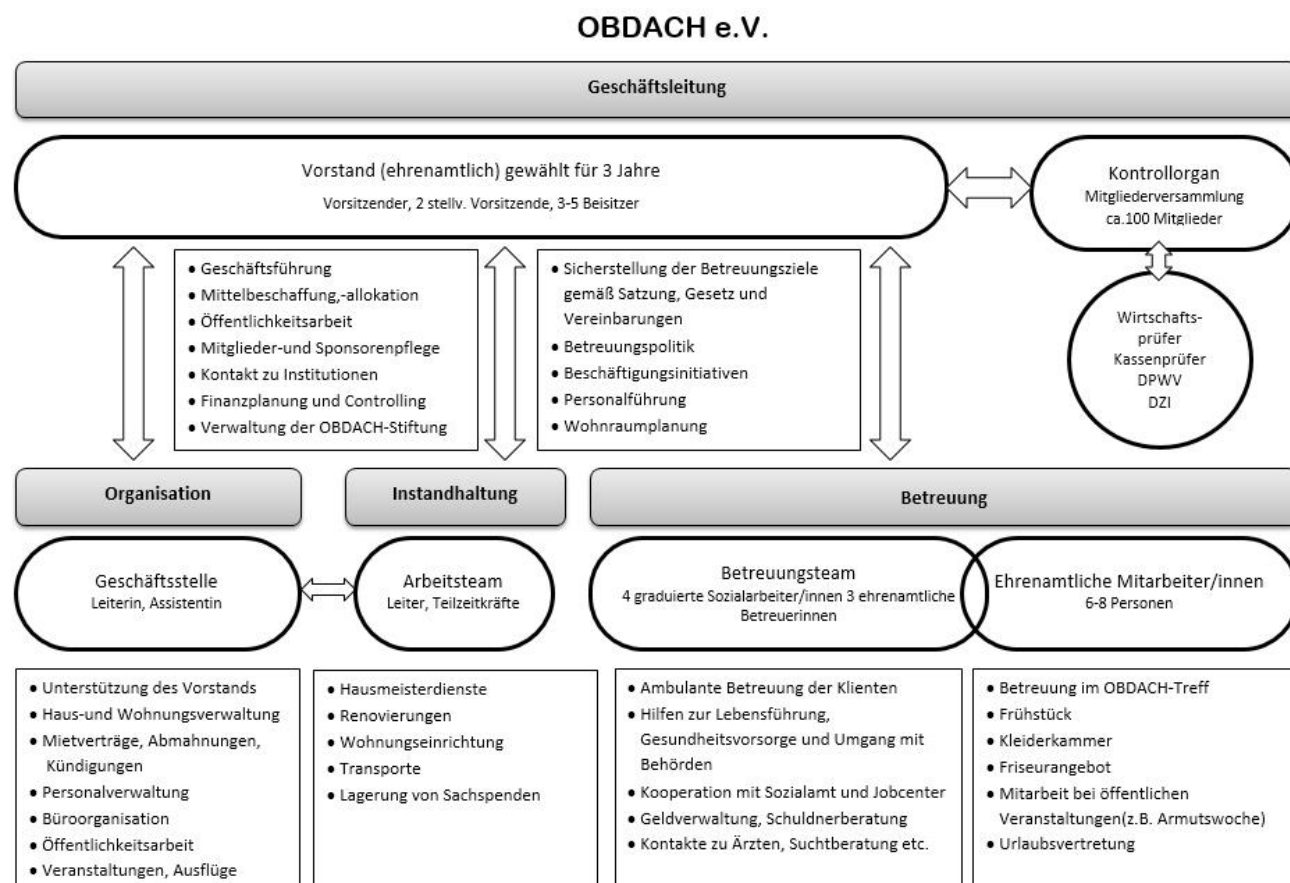 OBDACH e.V.
Geschäftsleitung
Vorstand (ehrenamtlich) gewählt für 3 Jahre
Vorsitzender, 2 stellv. Vorsitzende, 3-5 Beisitzer
Kontrollorgan
Mitgliederversammlung
ca.100 Mitglieder
• Geschäftsführung
• Mittelbeschaffung,-allokation
• Öffentlichkeitsarbeit
• Mitglieder-und Sponsorenpflege
• Kontakt zu Institutionen
• Finanzplanung und Controlling
• Verwaltung der OBDACH-Stiftung
• Sicherstellung der Betreuungsziele
gemäß Satzung, Gesetz und
Vereinbarungen
• Betreuungspolitik
• Beschäftigungsinitiativen
• Personalführung
• Wohnraumplanung
Wirtschafts-
prüfer
Kassenprüfer
DPWV
DZI
Organisation
Instandhaltung
Betreuung
Geschäftsstelle
Leiterin, Assistentin
Arbeitsteam
Leiter, Teilzeitkräfte
Betreuungsteam
4 graduierte Sozialarbeiter/innen 3 ehrenamtliche
Betreuerinnen
Ehrenamtliche Mitarbeiter/innen
6-8 Personen
• Unterstützung des Vorstands
• Haus-und Wohnungsverwaltung
• Mietverträge, Abmahnungen,
Kündigungen
• Personalverwaltung
• Büroorganisation
• Öffentlichkeitsarbeit
• Veranstaltungen, Ausflüge
• Hausmeisterdienste
• Renovierungen
• Wohnungseinrichtung
• Transporte
• Lagerung von Sachspenden
• Ambulante Betreuung der Klienten
• Hilfen zur Lebensführung,
Gesundheitsvorsorge und Umgang mit
Behörden
• Kooperation mit Sozialamt und Jobcenter
• Geldverwaltung, Schuldnerberatung
• Kontakte zu Ärzten, Suchtberatung etc.
• Betreuung im OBDACH-Treff
• Frühstück
• Kleiderkammer
• Friseurangebot
• Mitarbeit bei öffentlichen
Veranstaltungen(z.B. Armutswoche)
• Urlaubsvertretung